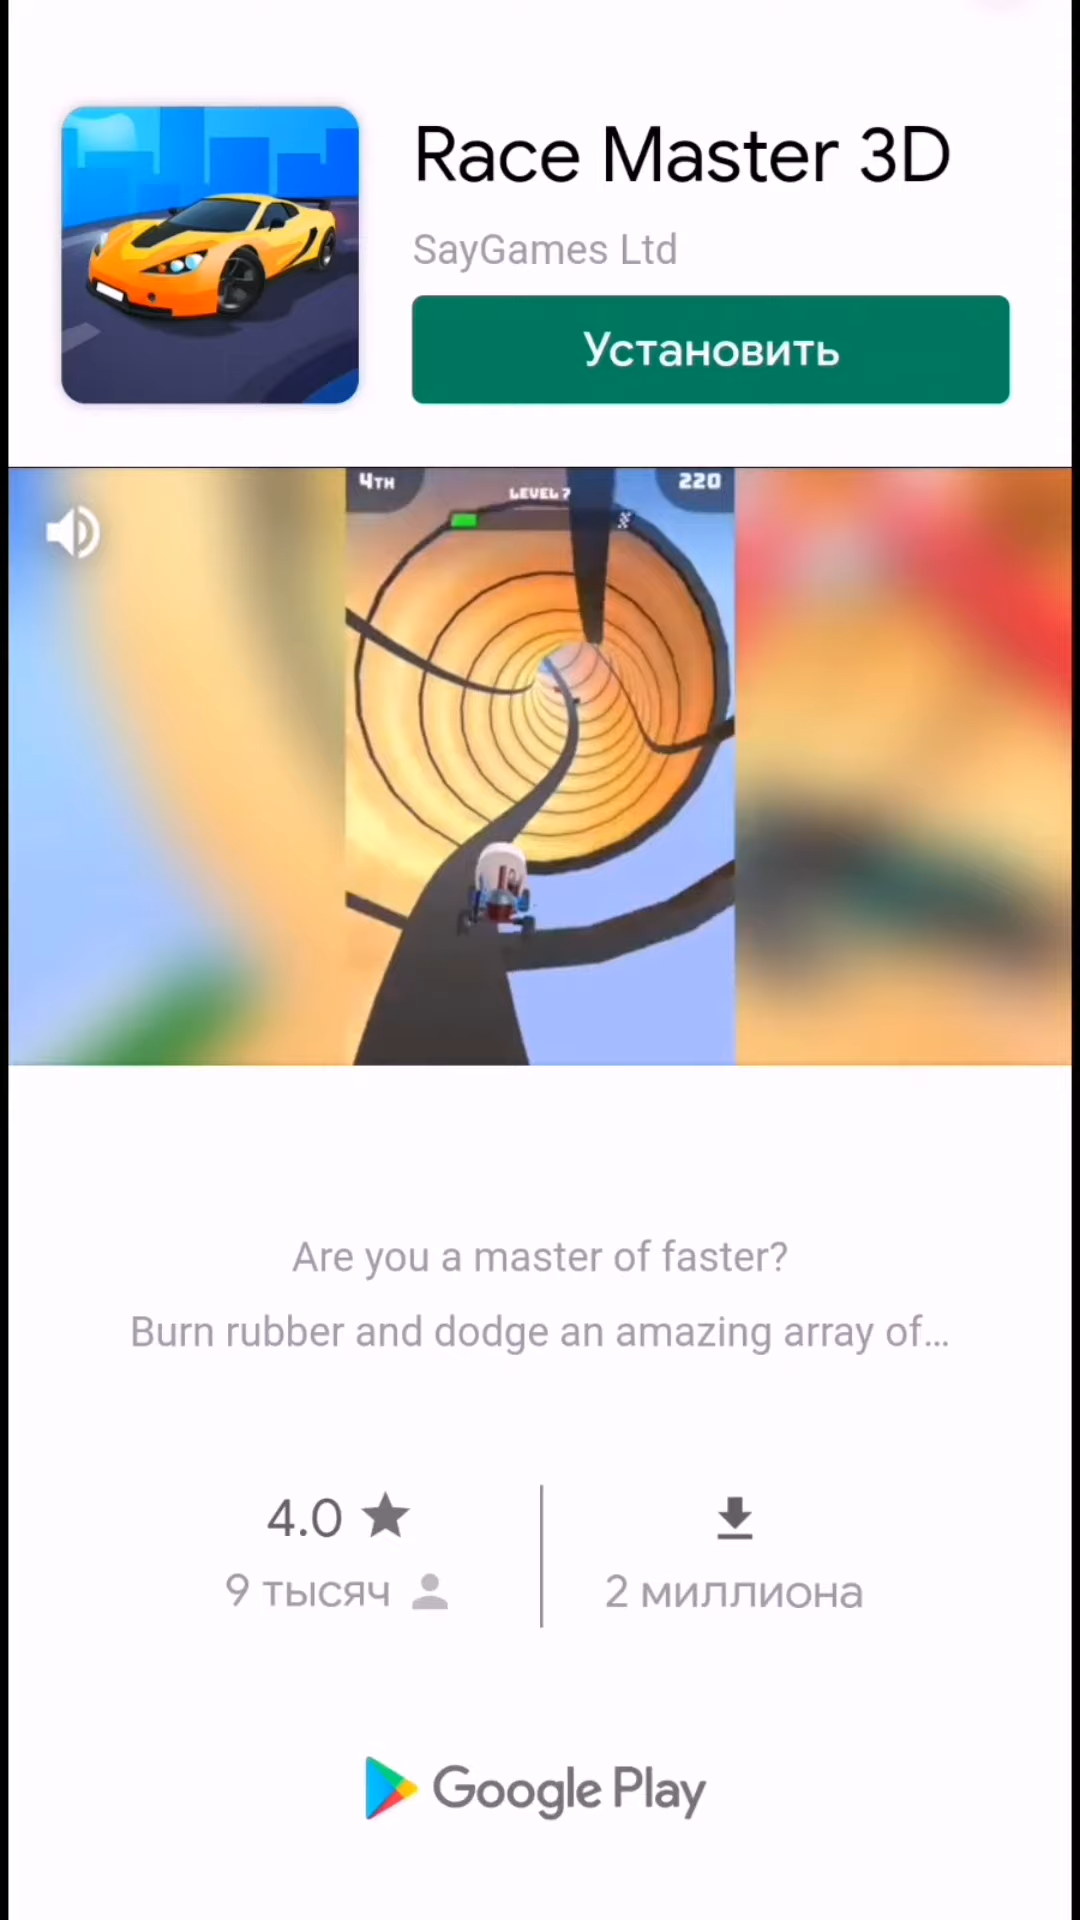 Race Master 3D
SayGames Ltd
Установить
4TH
LEVEL 7
220
Are you a master of faster?
Burn rubber and dodge an amazing array of...
4.0
9 тысяч
2 миллиона
Google Play